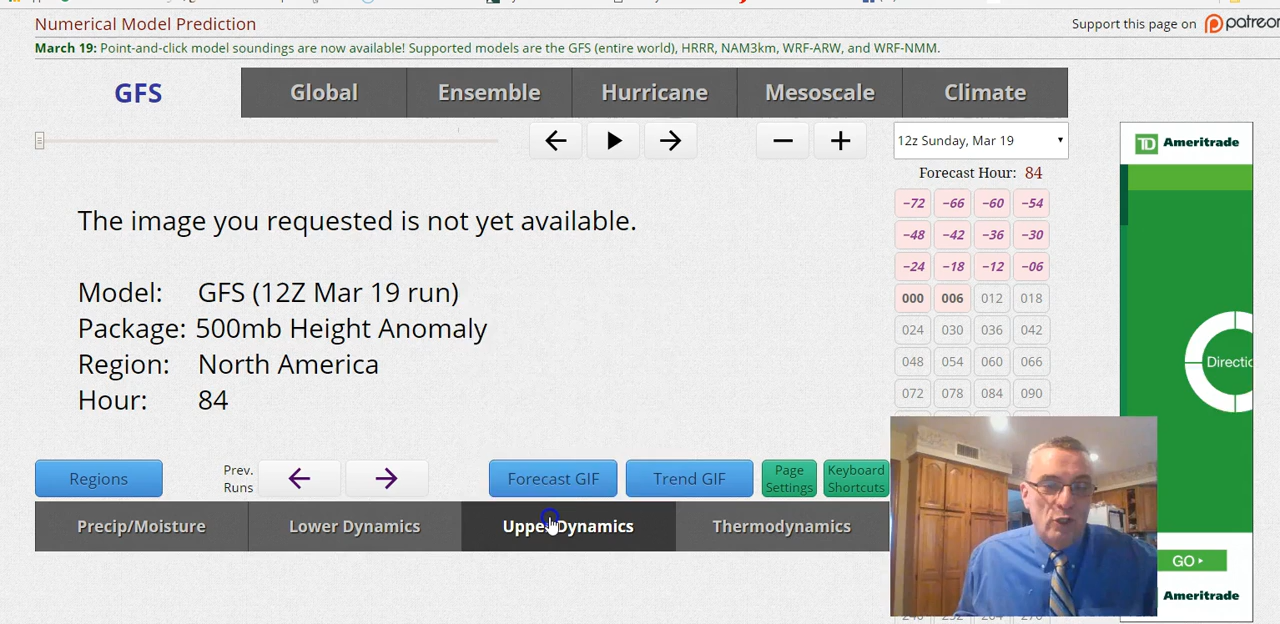 Numerical Model Prediction
Support this page on patreon
March 19: Point-and-click model soundings are now available! Supported models are the GFS (entire world), HRRR, NAM3km, WRF-ARW, and WRF-NMM.
GFS Global Ensemble Hurricane Mesoscale Climate
12z Sunday, Mar 19
TD Ameritrade
Forecast Hour: 84
−72 −66 −60 −54
−48 −42 −36 −30
−24 −18 −12 −06
000 006 012 018
024 030 036 042
048 054 060 066
072 078 084 090
The image you requested is not yet available.
Model: GFS (12Z Mar 19 run)
Package: 500mb Height Anomaly
Region: North America
Hour: 84
Directi
Regions
Prev.
Runs
Forecast GIF
Trend GIF
Page
Settings
Keyboard
Shortcuts
Precip/Moisture Lower Dynamics Upper Dynamics Thermodynamics
GO
Ameritrade